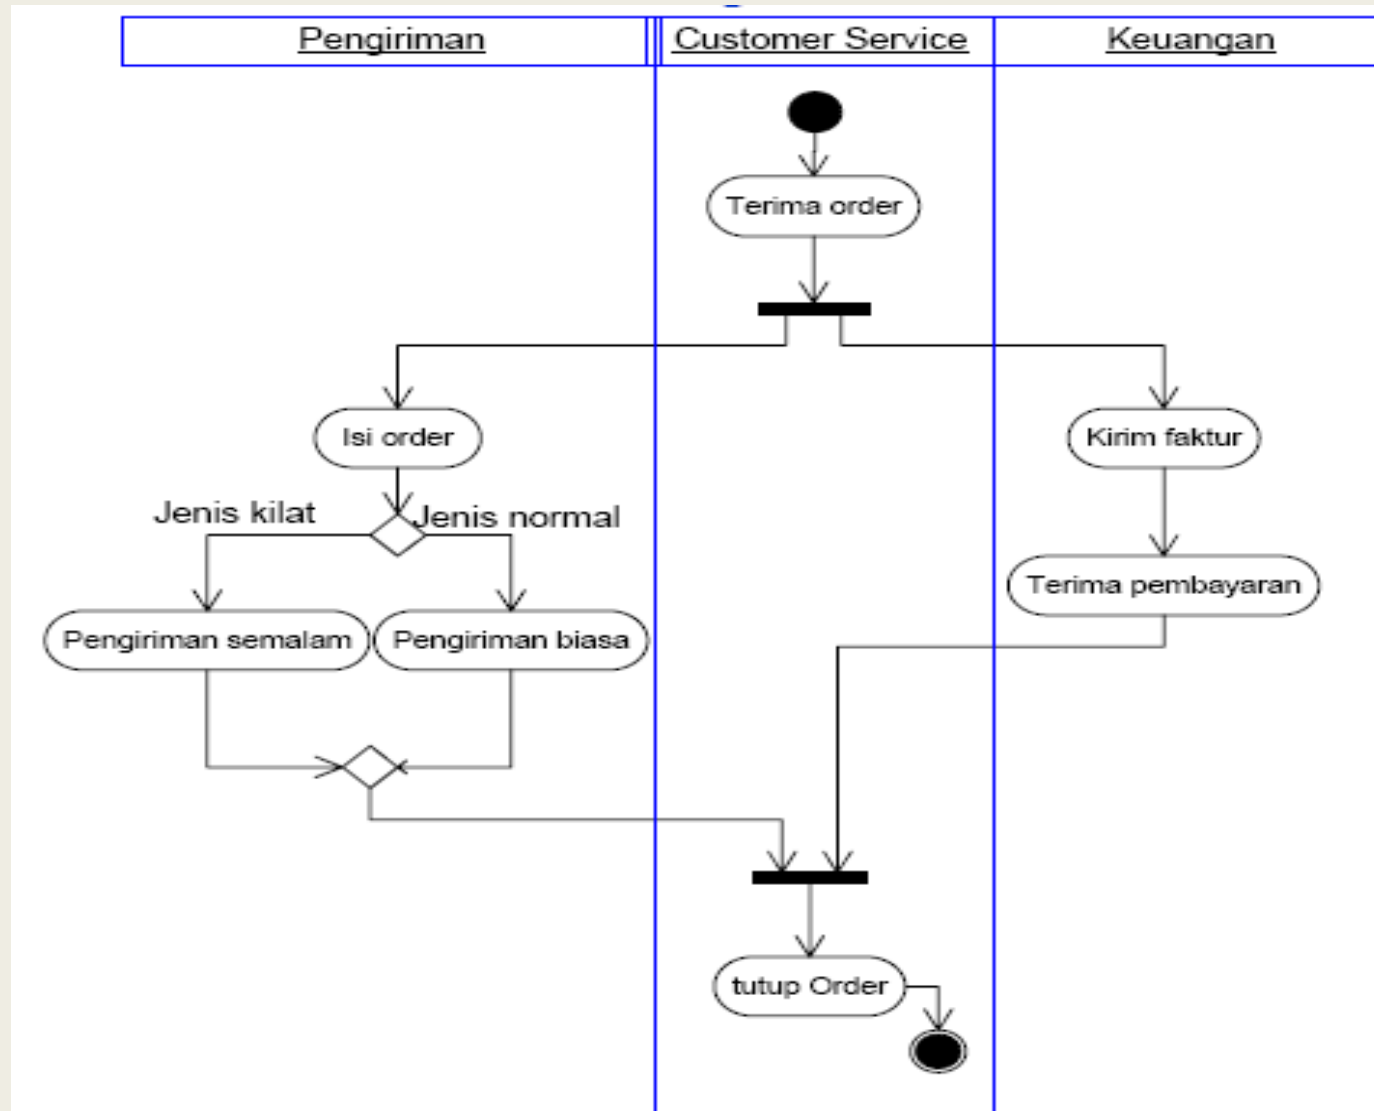 Pengiriman
Customer Service
Keuangan
Terima order
Isi order
Kirim faktur
Jenis kilat
Jenis normal
Terima pembayaran
Pengiriman semalam
Pengiriman biasa
tutup Order